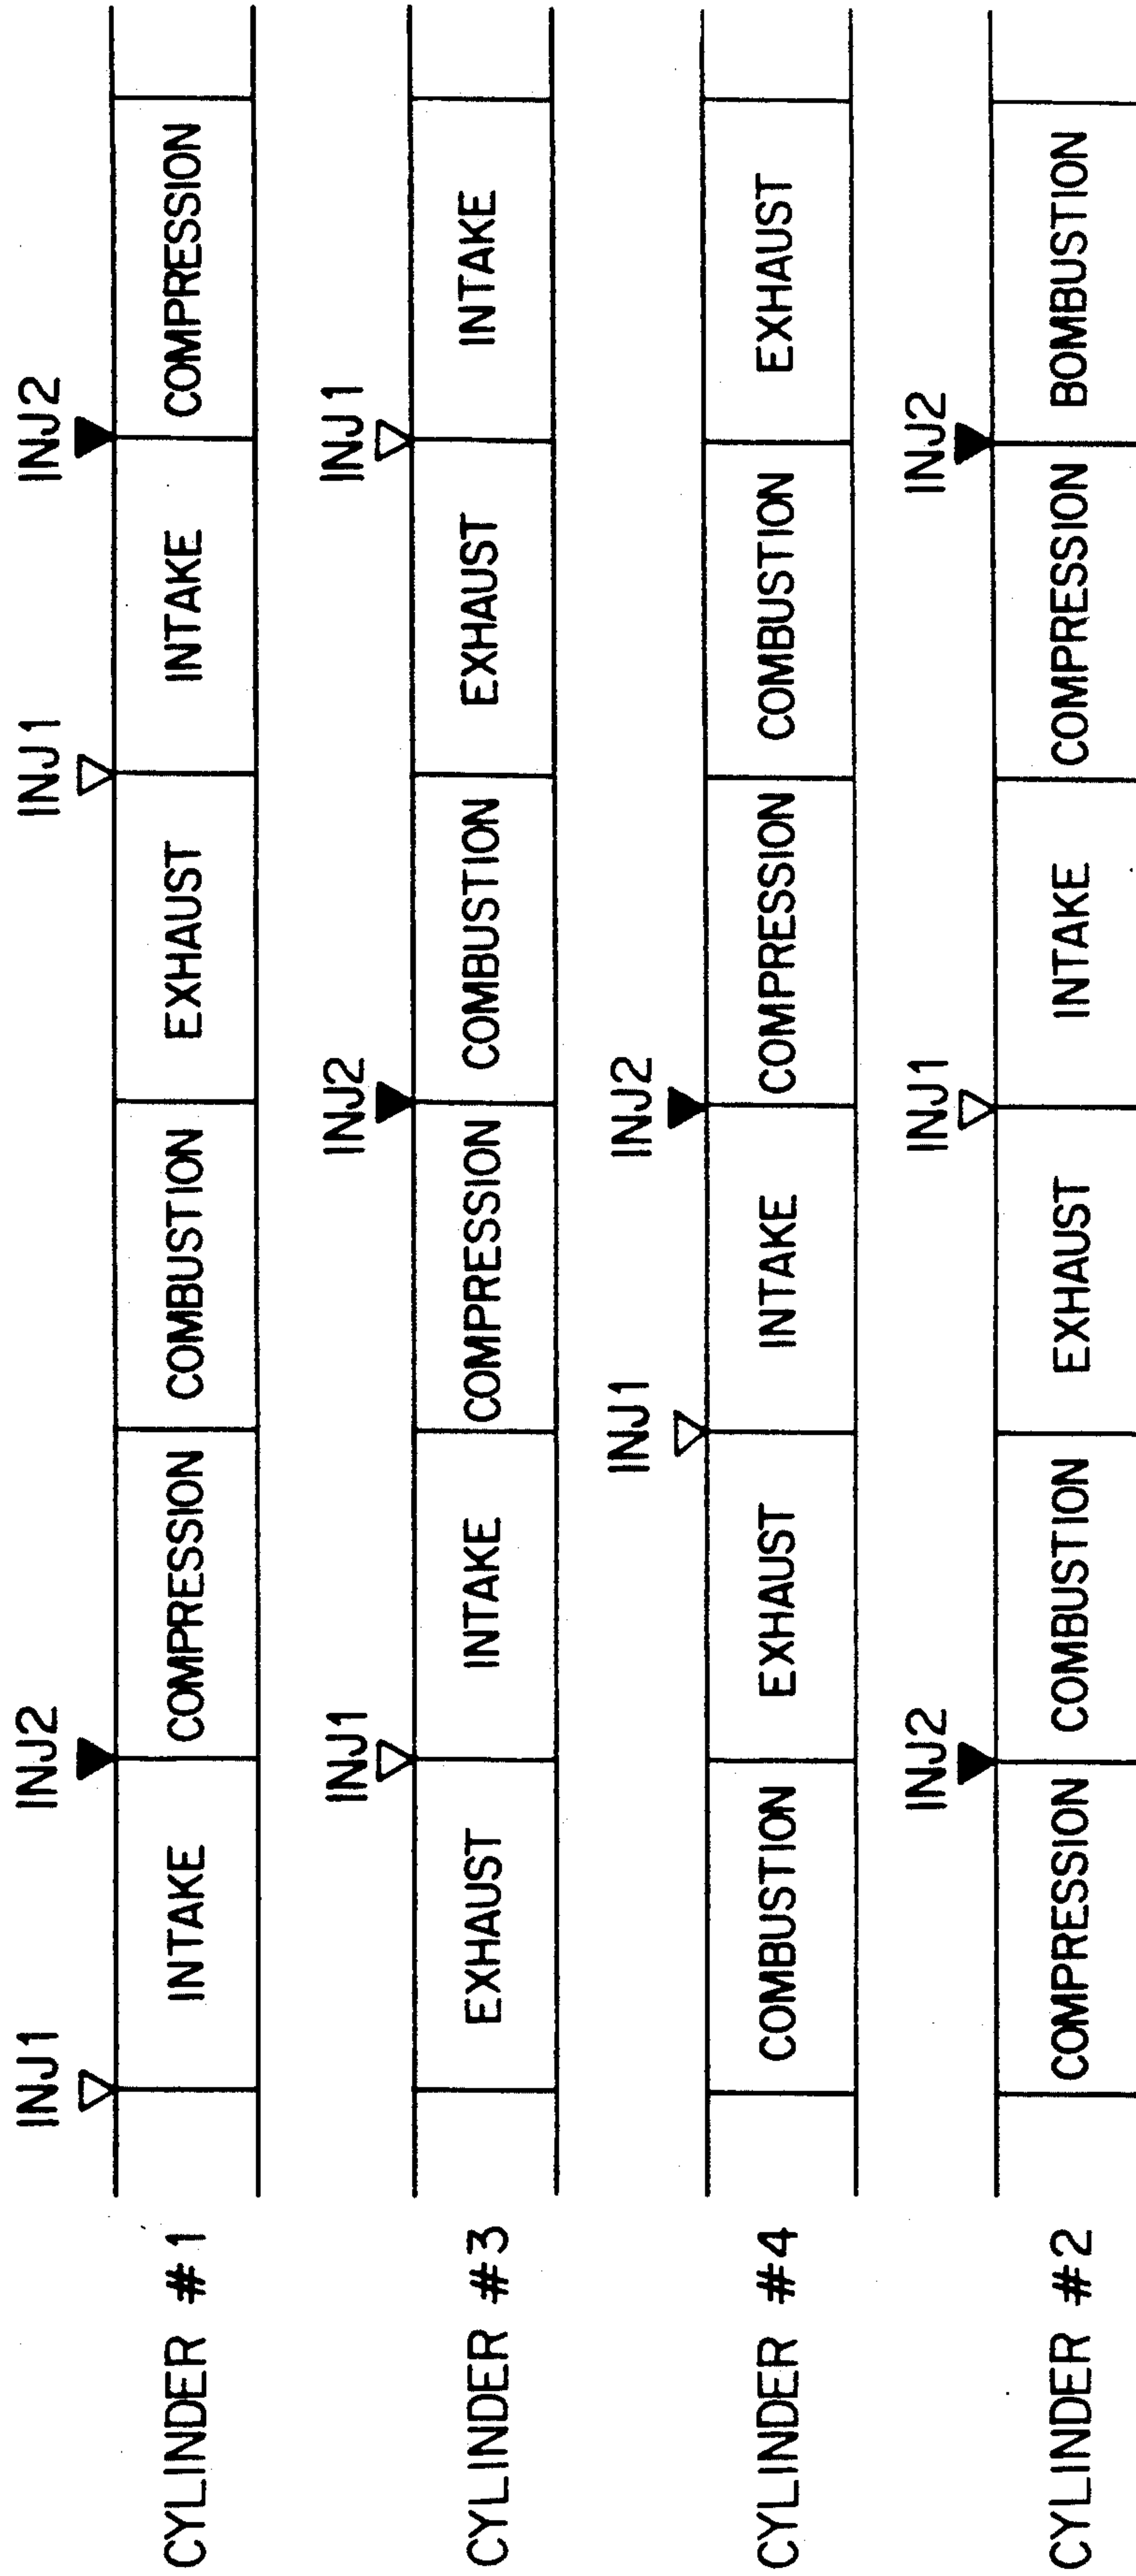 INJ1 INJ2 INJ1 INJ2
CYLINDER #1 INTAKE COMPRESSION COMBUSTION EXHAUST INTAKE COMPRESSION
INJ1 INJ2 INJ1
CYLINDER #3 EXHAUST INTAKE COMPRESSION COMBUSTION EXHAUST INTAKE
INJ1 INJ2
CYLINDER #4 COMBUSTION EXHAUST INTAKE COMPRESSION COMBUSTION EXHAUST
INJ2 INJ1 INJ2
CYLINDER #2 COMPRESSION COMBUSTION EXHAUST INTAKE COMPRESSION BOMBUSTION